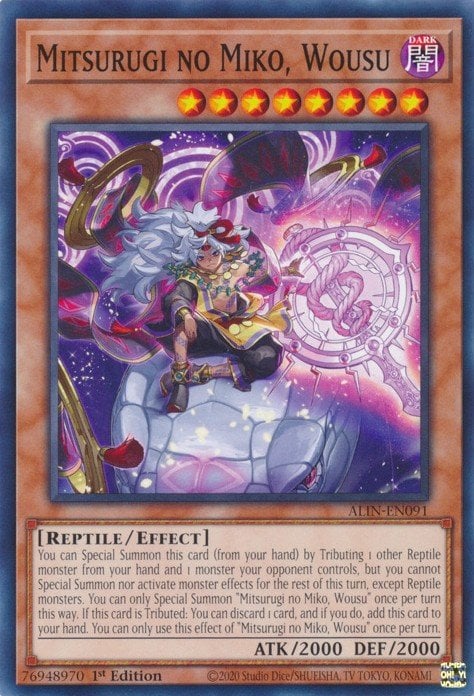 MITSURUGI NO MIKO, WOUSU
DARK
闇
ALIN-EN091
[REPTILE/EFFECT]
You can Special Summon this card (from your hand) by Tributing 1 other Reptile
monster from your hand and 1 monster your opponent controls, but you cannot
Special Summon nor activate monster effects for the rest of this turn, except Reptile
monsters. You can only Special Summon "Mitsurugi no Miko, Wousu" once per turn
this way. If this card is Tributed: You can discard 1 card, and if you do, add this card to
your hand. You can only use this effect of "Mitsurugi no Miko, Wousu" once per turn.
ATK/2000 DEF/2000
76948970 1st Edition ©2020 Studio Dice/SHUEISHA, TV TOKYO, KONAMI